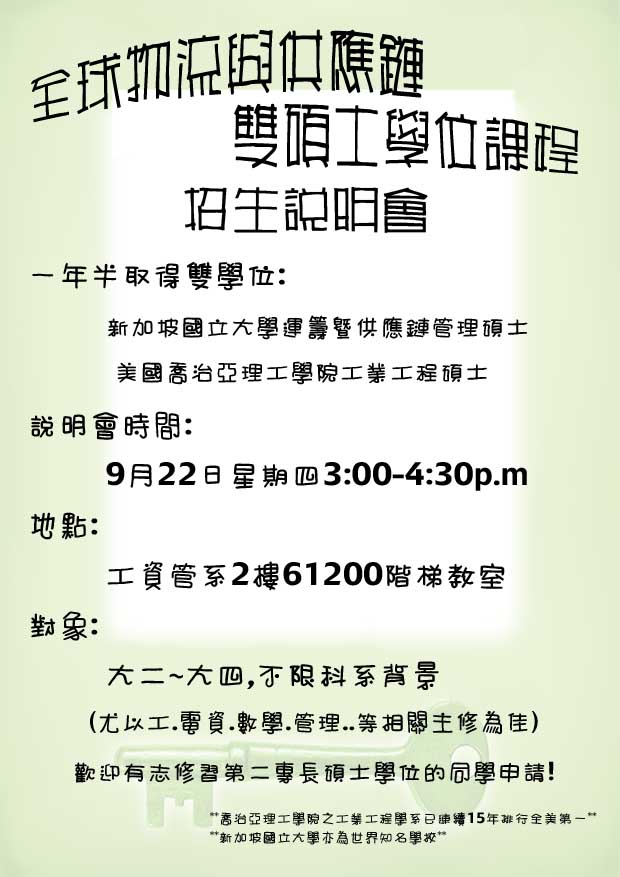 全球物流與供應鏈
雙碩士學位課程
招生說明會
一年半取得雙學位:
新加坡國立大學運籌暨供應鏈管理碩士
美國喬治亞理工學院工業工程碩士
說明會時間:
9月22日星期四3:00-4:30p.m
地點:
工資管系2樓61200階梯教室
對象:
大二~大四,不限科系背景
(尤以工.電資.數學.管理..等相關主修為佳)
歡迎有志修習第二專長碩士學位的同學申請!
**喬治亞理工學院之工業工程學系已連續15年排行全美第一**
**新加坡國立大學亦為世界知名學校**